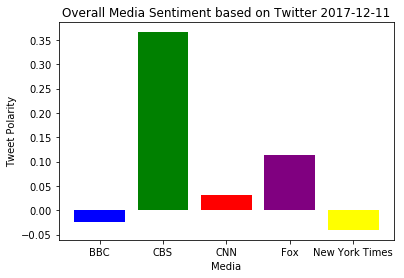 Overall Media Sentiment based on Twitter 2017-12-11
Tweet Polarity
0.35
0.30
0.25
0.20
0.15
0.10
0.05
0.00
−0.05
BBC CBS CNN Fox New York Times
Media